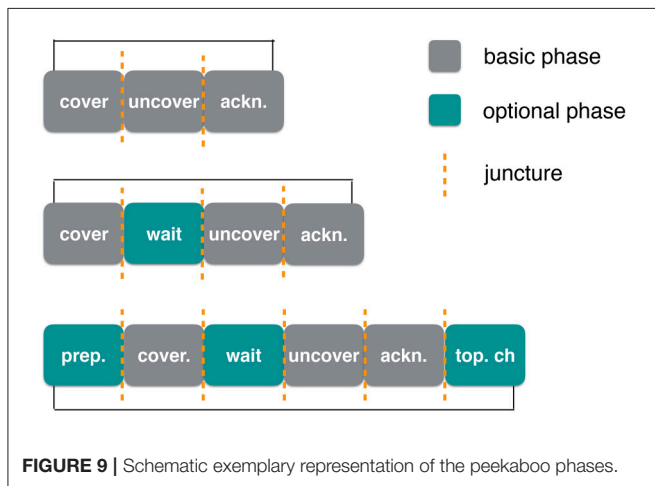 cover uncover ackn.
basic phase
optional phase
juncture
cover wait uncover ackn.
prep. cover. wait uncover ackn. top. ch
FIGURE 9 | Schematic exemplary representation of the peekaboo phases.